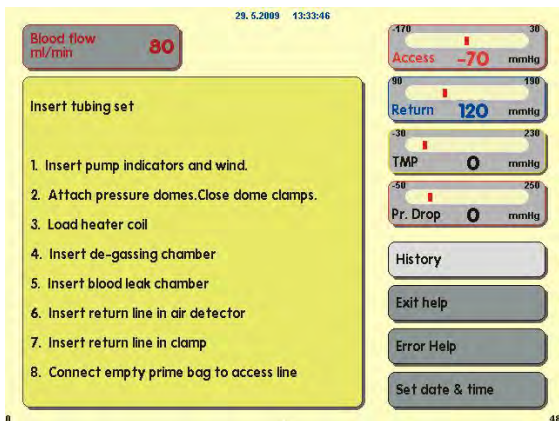 29. 5.2009 13:33:46
Blood flow
ml/min 80
Insert tubing set
1. Insert pump indicators and wind.
2. Attach pressure domes.Close dome clamps.
3. Load heater coil
4. Insert de-gassing chamber
5. Insert blood leak chamber
6. Insert return line in air detector
7. Insert return line in clamp
8. Connect empty prime bag to access line
-170 30
Access -70 mmHg
90 190
Return 120 mmHg
-30 230
TMP 0 mmHg
-50 250
Pr. Drop 0 mmHg
History
Exit help
Error Help
Set date & time
0 48